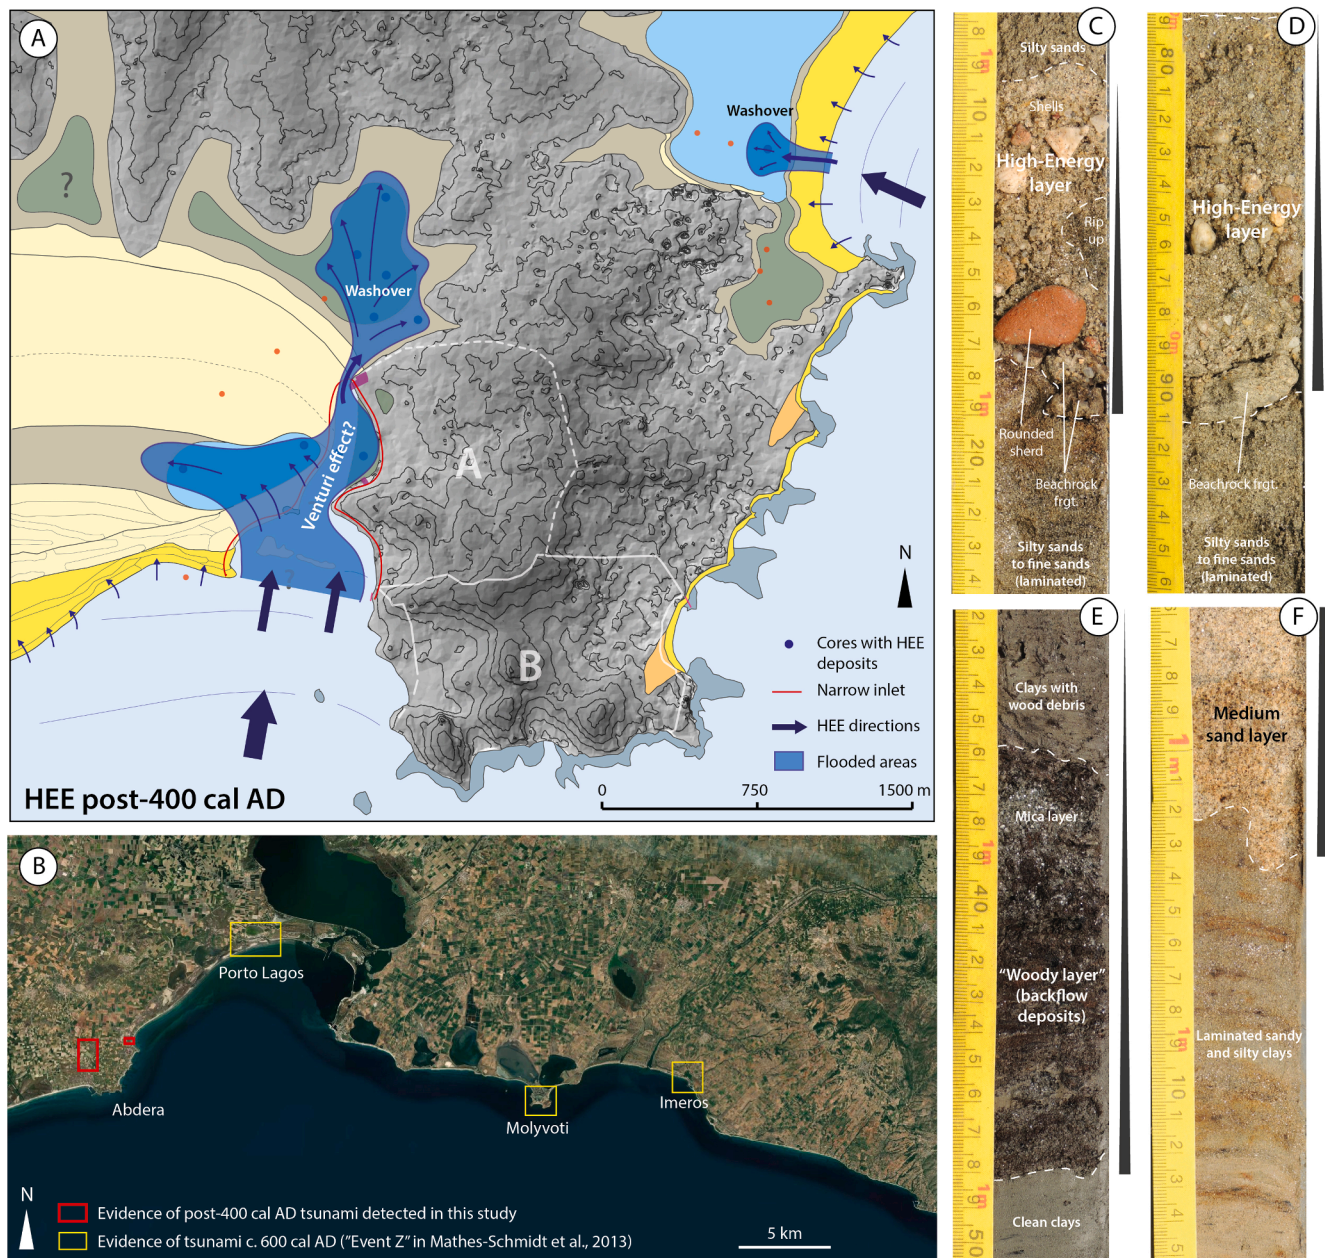 A
Washover
?
Washover
Venturi effect?
?
A
B
N
Cores with HEE
deposits
Narrow inlet
HEE directions
Flooded areas
HEE post-400 cal AD
0
750
1500 m
B
Porto Lagos
Abdera
Molyvoti
Imeros
N
Evidence of post-400 cal AD tsunami detected in this study
Evidence of tsunami c. 600 cal AD ("Event Z" in Mathes-Schmidt et al., 2013)
5 km
C
Silty sands
Shells
High-Energy
layer
Rip
up
Rounded
sherd
Beachrock
frgt.
Silty sands
to fine sands
(laminated)
D
High-Energy
layer
Beachrock frgt.
Silty sands
to fine sands
(laminated)
E
Clays with
wood debris
Mica layer
"Woody layer"
(backflow
deposits)
Clean clays
F
Medium
sand layer
Laminated sandy
and silty clays